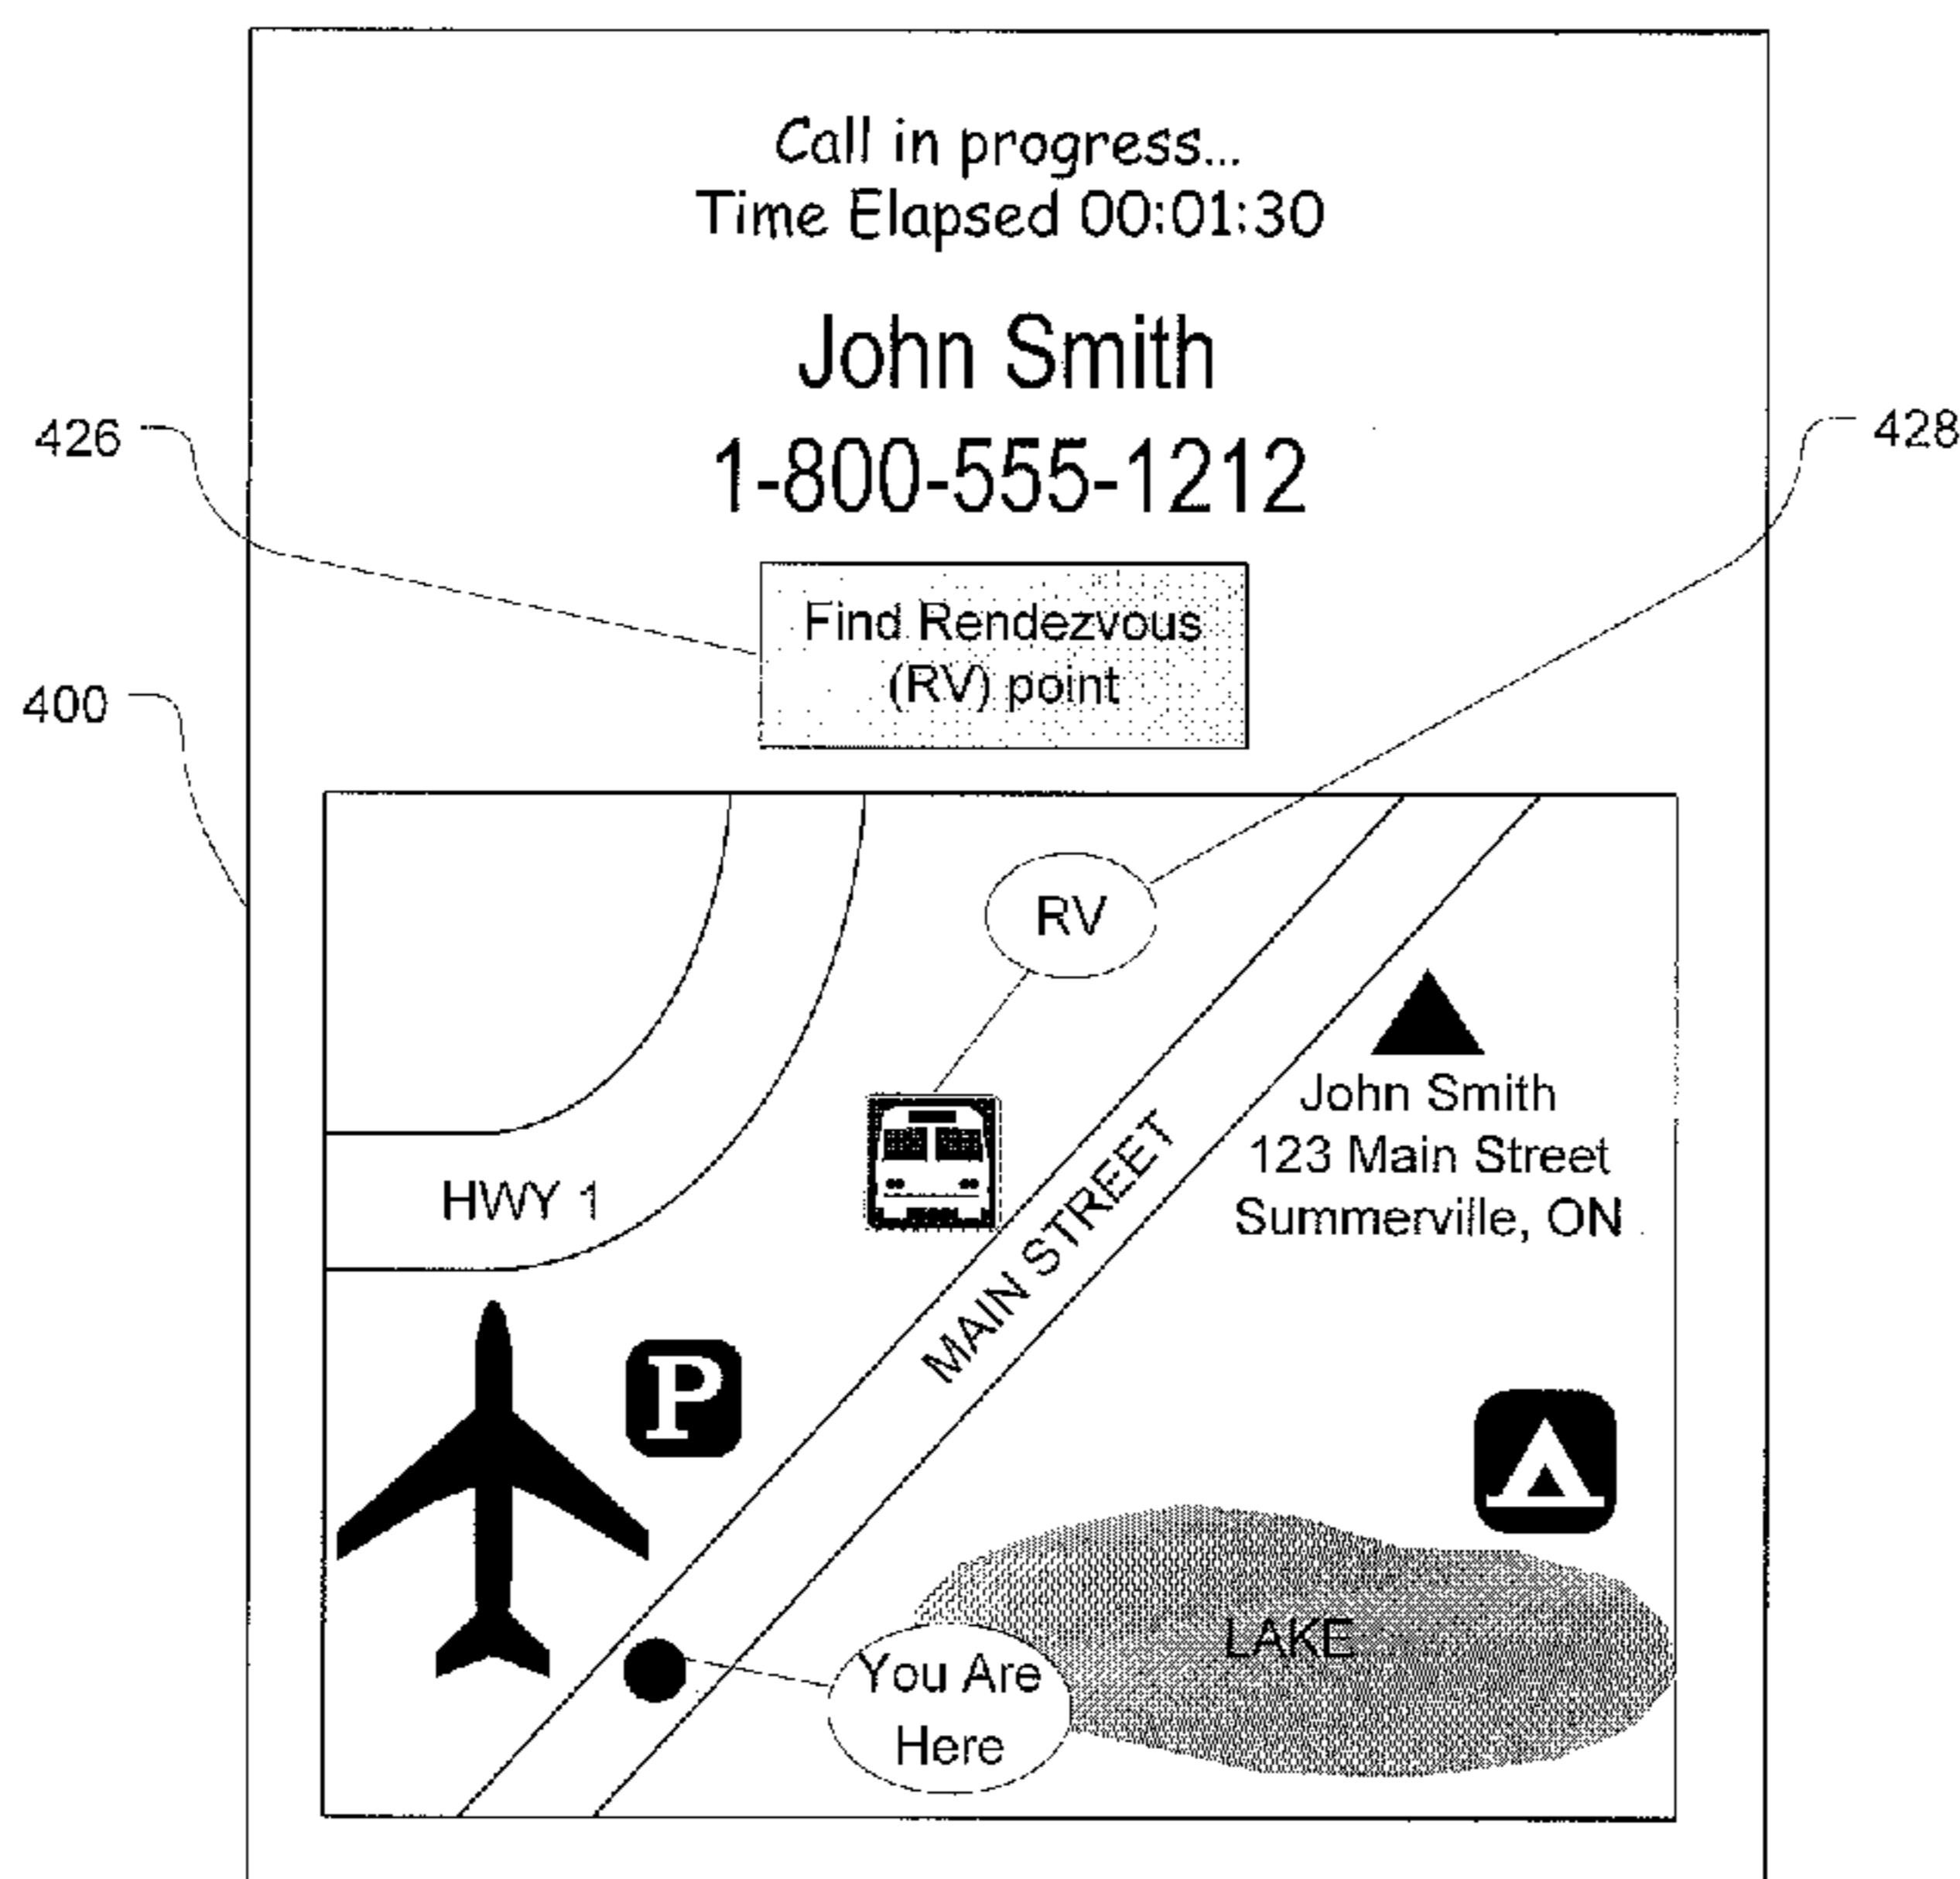 Call in progress...
Time Elapsed 00:01:30
John Smith
1-800-555-1212
426
428
Find Rendezvous
(RV) point
400
RV
John Smith
123 Main Street
Summerville, ON
HWY 1
MAIN STREET
P
LAKE
You Are
Here